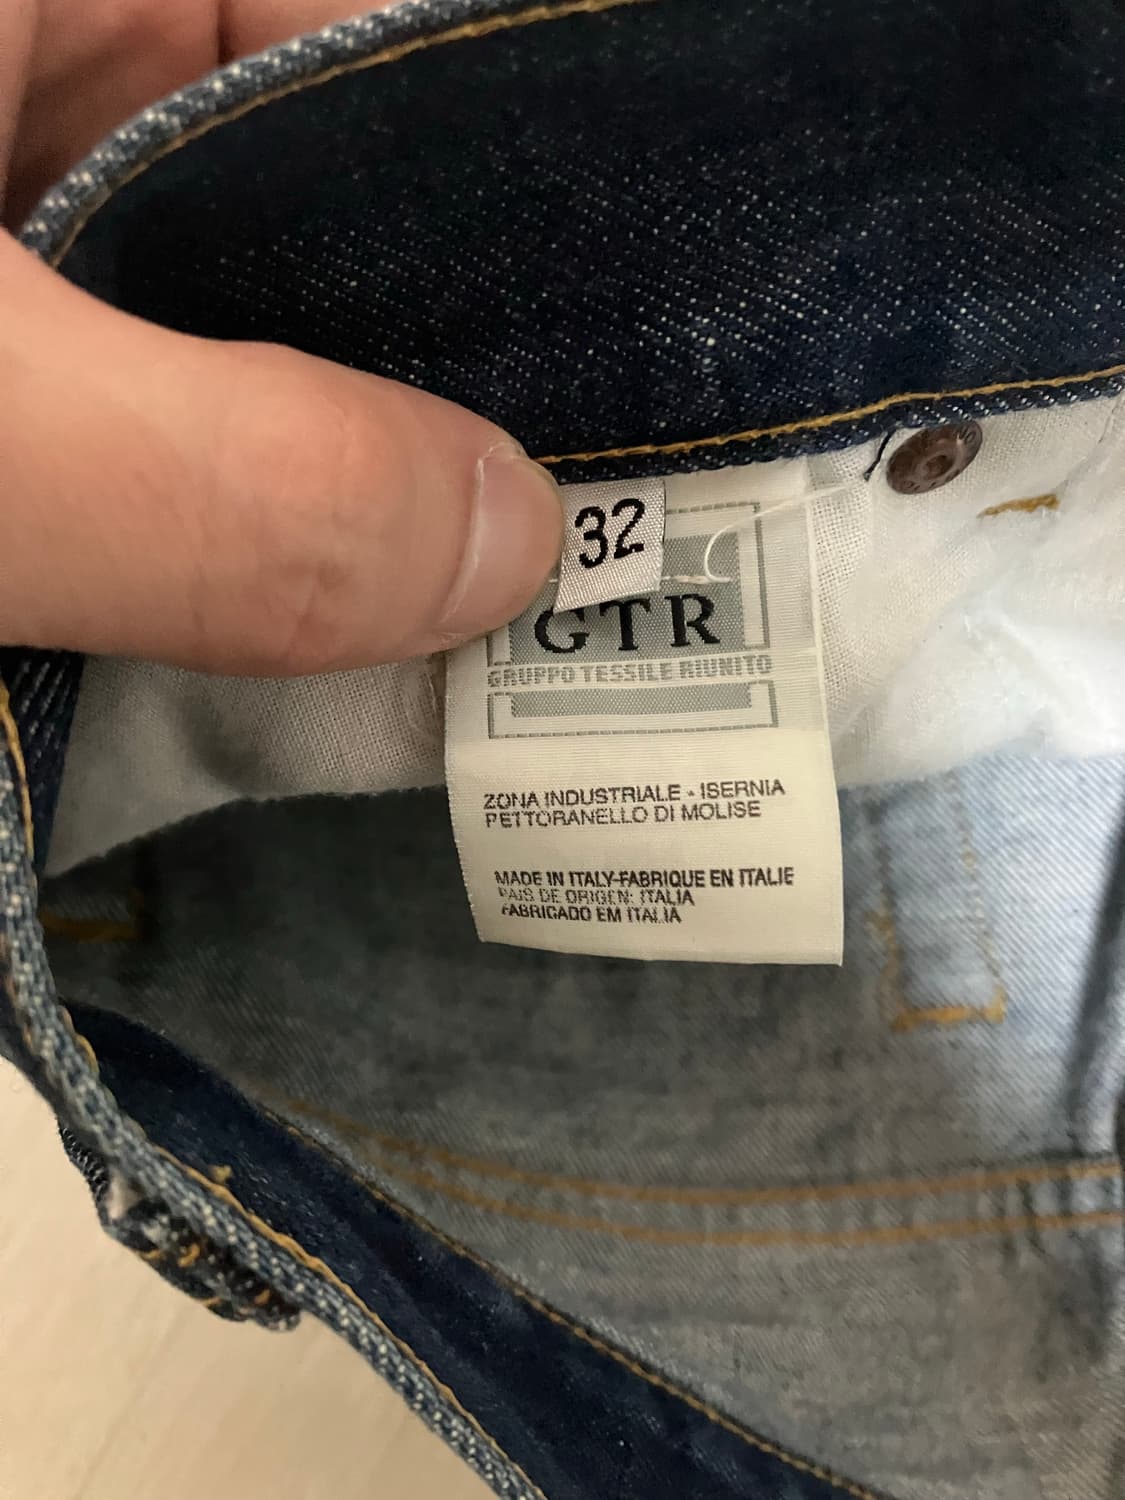 32
GTR
GRUPPO TESSILE RIUNITO
ZONA INDUSTRIALE - ISERNIA
PETTORANELLO DI MOLISE
MADE IN ITALY-FABRIQUE EN ITALIE
PAIS DE ORIGEN: ITALIA
FABRICADO EM ITALIA